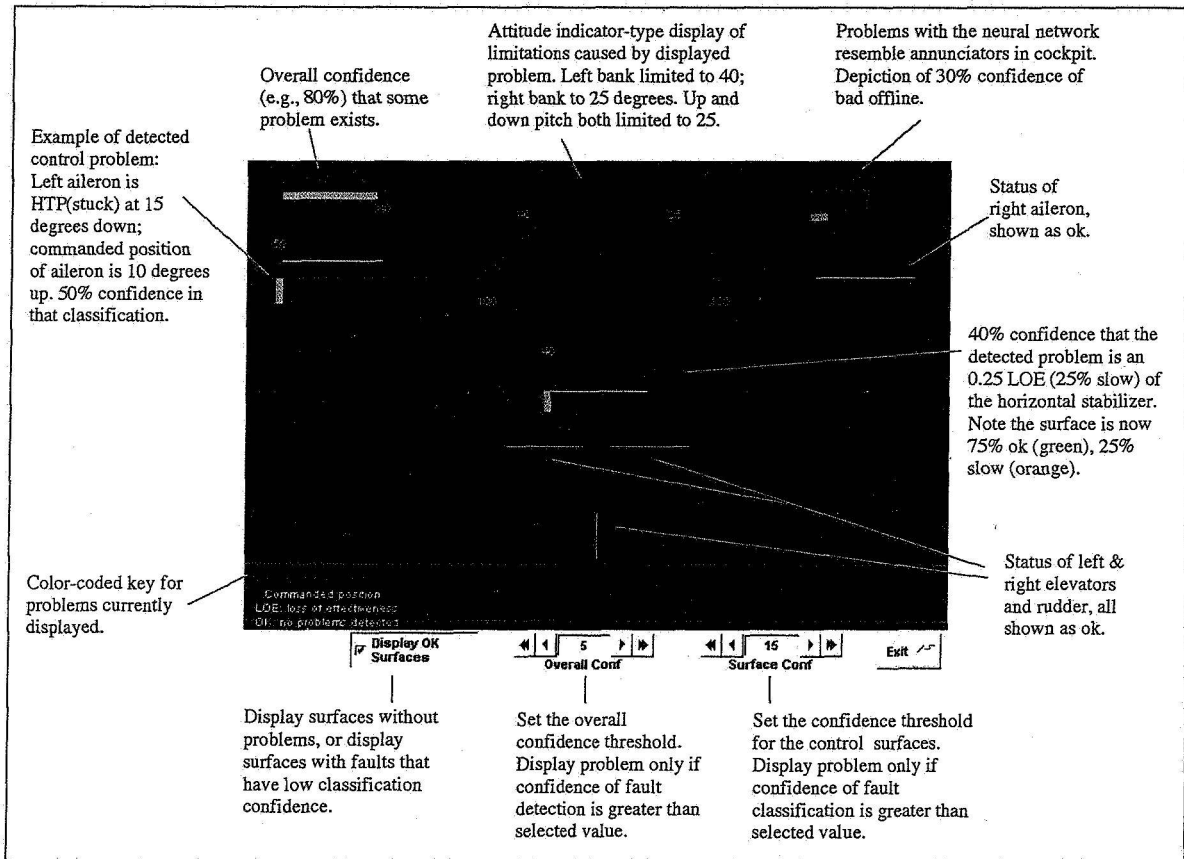 Attitude indicator-type display of
limitations caused by displayed
problem. Left bank limited to 40;
right bank to 25 degrees. Up and
down pitch both limited to 25.
Problems with the neural network
resemble annunciators in cockpit.
Depiction of 30% confidence of
bad offline.
Overall confidence
(e.g., 80%) that some
problem exists.
Example of detected
control problem:
Left aileron is
HTP(stuck) at 15
degrees down;
commanded position
of aileron is 10 degrees
up. 50% confidence in
that classification.
Status of
right aileron,
shown as ok.
50
40
40% confidence that the
detected problem is an
0.25 LOE (25% slow) of
the horizontal stabilizer.
Note the surface is now
75% ok (green), 25%
slow (orange).
Status of left &
right elevators
and rudder, all
shown as ok.
Color-coded key for
problems currently
displayed.
Commanded position
LOE: loss of effectiveness
OK: no problems detected
Display OK
Surfaces
5
Overall Conf
15
Surface Conf
Exit
Display surfaces without
problems, or display
surfaces with faults that
have low classification
confidence.
Set the overall
confidence threshold.
Display problem only if
confidence of fault
detection is greater than
selected value.
Set the confidence threshold
for the control surfaces.
Display problem only if
confidence of fault
classification is greater than
selected value.